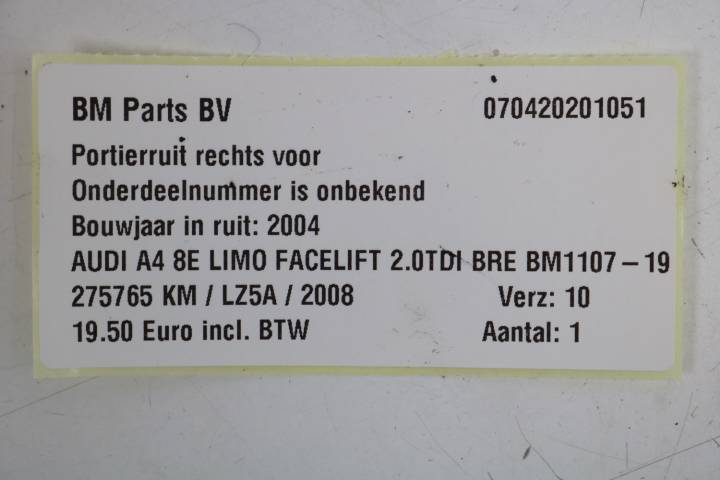 BM Parts BV 070420201051
Portierruit rechts voor
Onderdeelnummer is onbekend
Bouwjaar in ruit: 2004
AUDI A4 8E LIMO FACELIFT 2.0TDI BRE BM1107-19
275765 KM / LZ5A / 2008 Verz: 10
19.50 Euro incl. BTW Aantal: 1